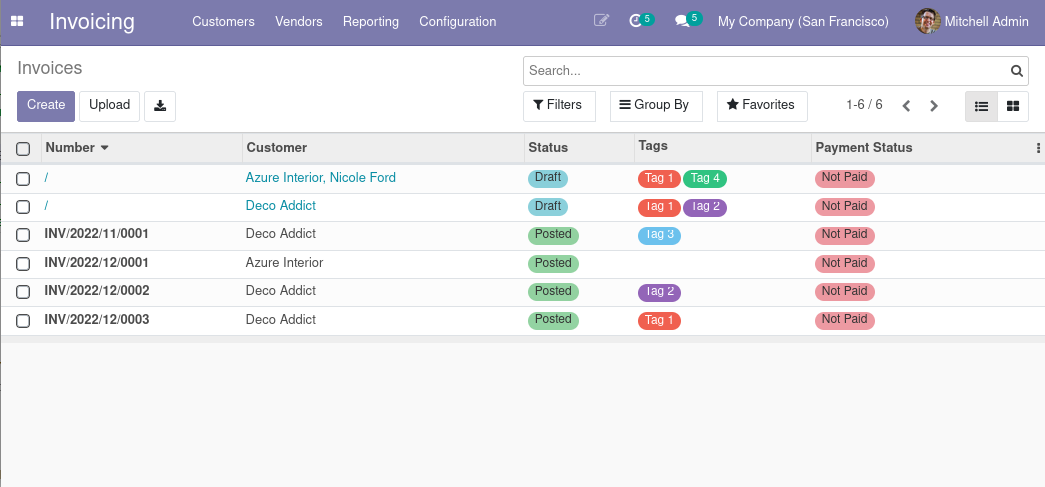 Invoicing Customers Vendors Reporting Configuration 5 5 My Company (San Francisco) Mitchell Admin
Invoices Search...
Create Upload Filters Group By Favorites 1-6 / 6
Number Customer Status Tags Payment Status
/ Azure Interior, Nicole Ford Draft Tag 1 Tag 4 Not Paid
/ Deco Addict Draft Tag 1 Tag 2 Not Paid
INV/2022/11/0001 Deco Addict Posted Tag 3 Not Paid
INV/2022/12/0001 Azure Interior Posted Not Paid
INV/2022/12/0002 Deco Addict Posted Tag 2 Not Paid
INV/2022/12/0003 Deco Addict Posted Tag 1 Not Paid